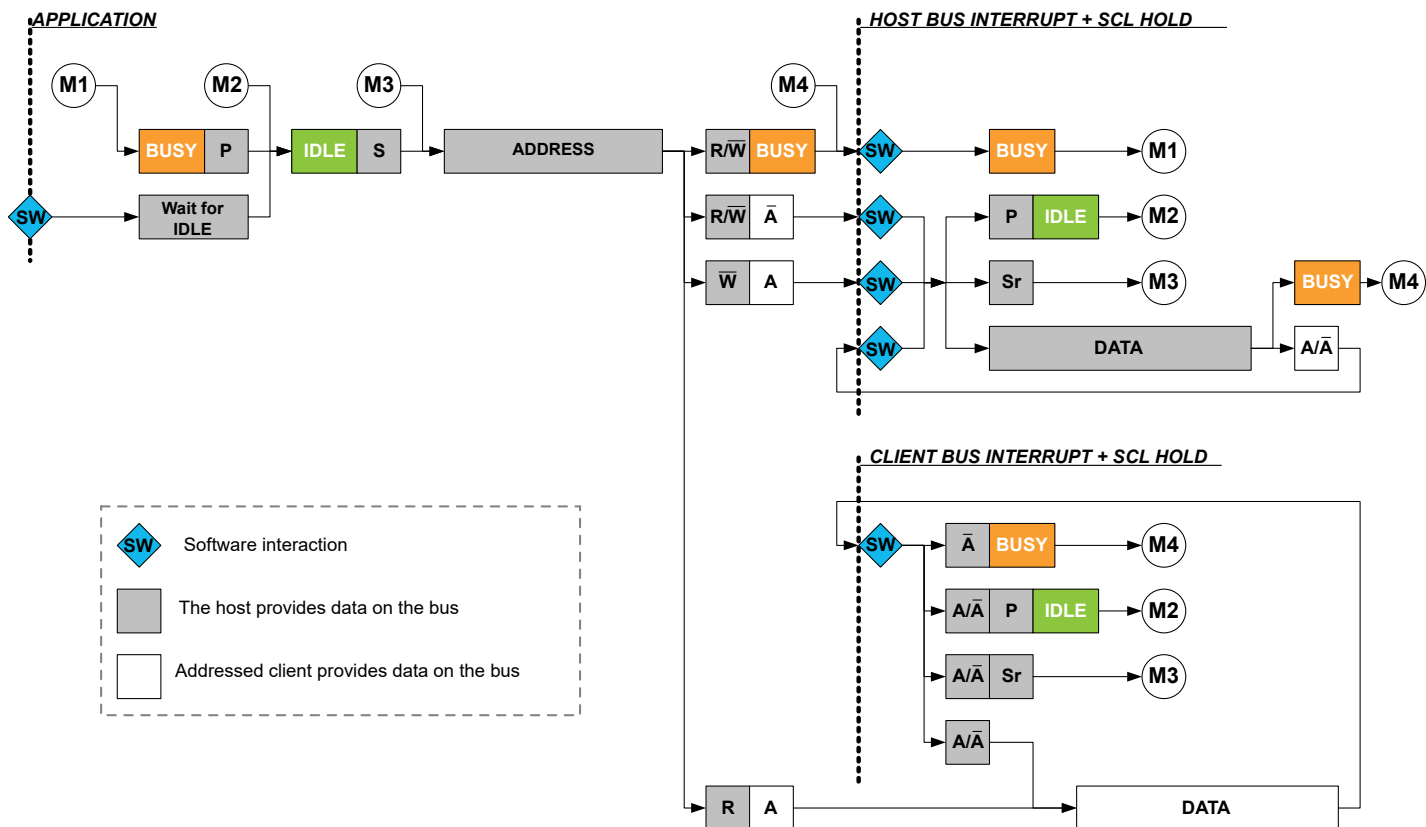 APPLICATION
HOST BUS INTERRUPT + SCL HOLD
M1
M2
M3
M4
BUSY
P
IDLE
S
ADDRESS
R/W̅
BUSY
SW
BUSY
M1
SW
Wait for
IDLE
R/W̅
A̅
SW
P
IDLE
M2
W̅
A
SW
Sr
M3
BUSY
M4
SW
DATA
A/A̅
CLIENT BUS INTERRUPT + SCL HOLD
SW
A̅
BUSY
M4
A/A̅
P
IDLE
M2
A/A̅
Sr
M3
A/A̅
R
A
DATA
SW
Software interaction
The host provides data on the bus
Addressed client provides data on the bus